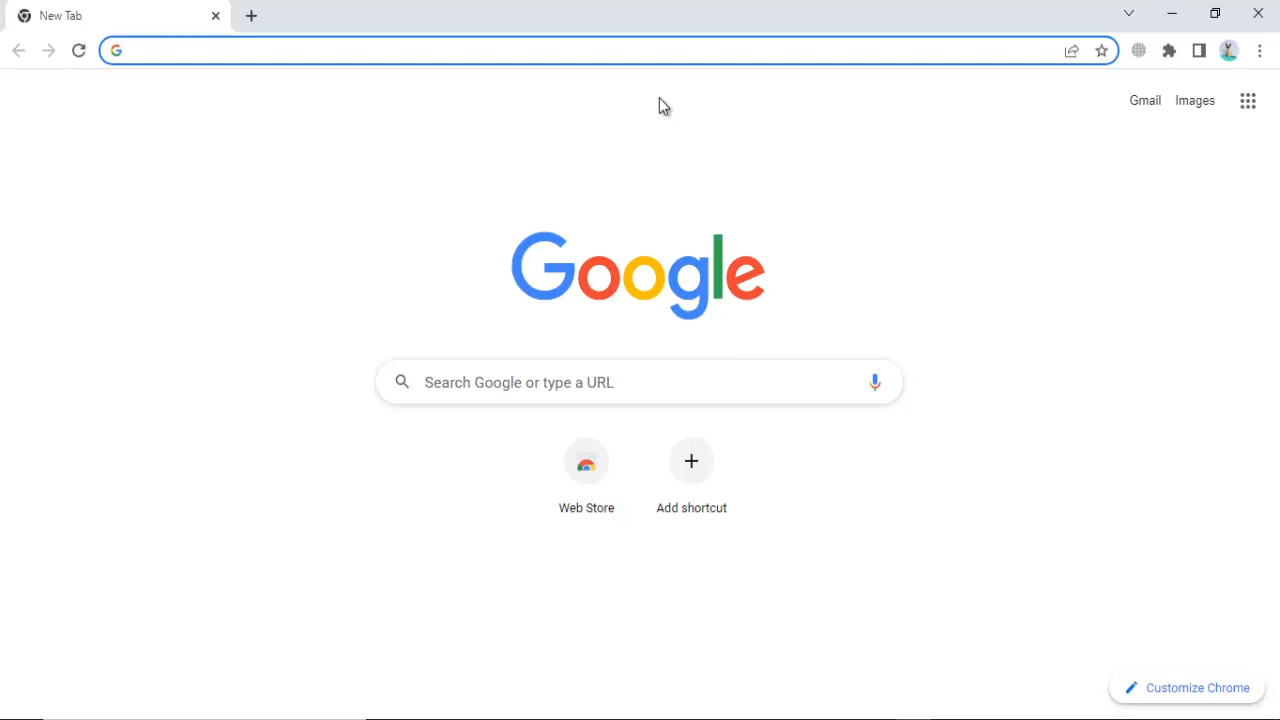 New Tab
Gmail Images
Google
Search Google or type a URL
Web Store Add shortcut
Customize Chrome